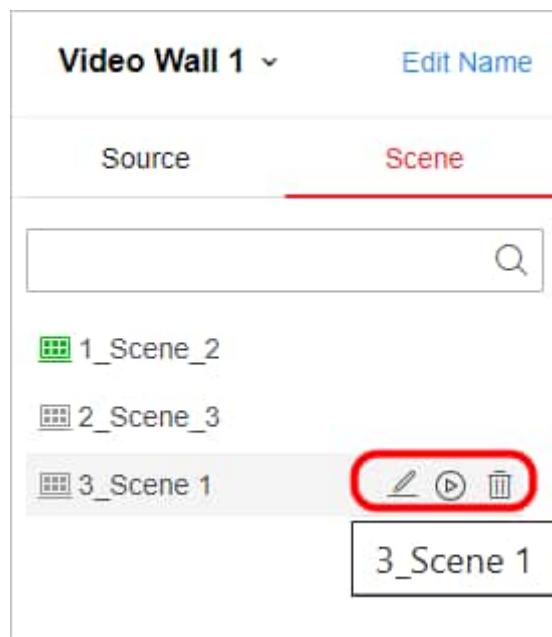 Video Wall 1 Edit Name
Source Scene
1_Scene_2
2_Scene_3
3_Scene 1
3_Scene 1